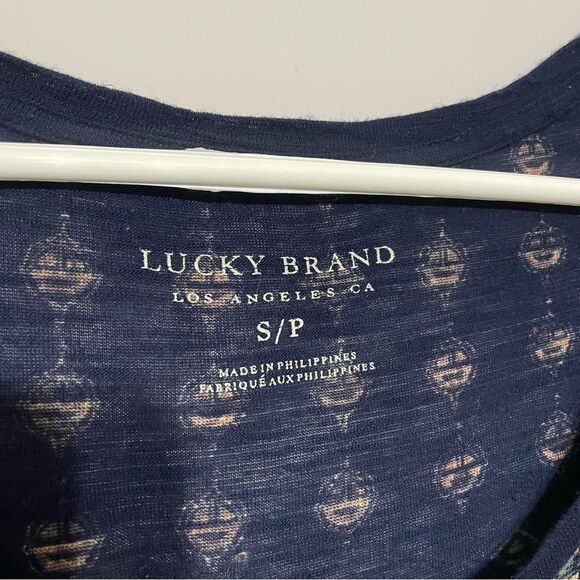 LUCKY BRAND
LOS ANGELES CA
S/P
MADE IN PHILIPPINES
FABRIQUÉ AUX PHILIPPINES